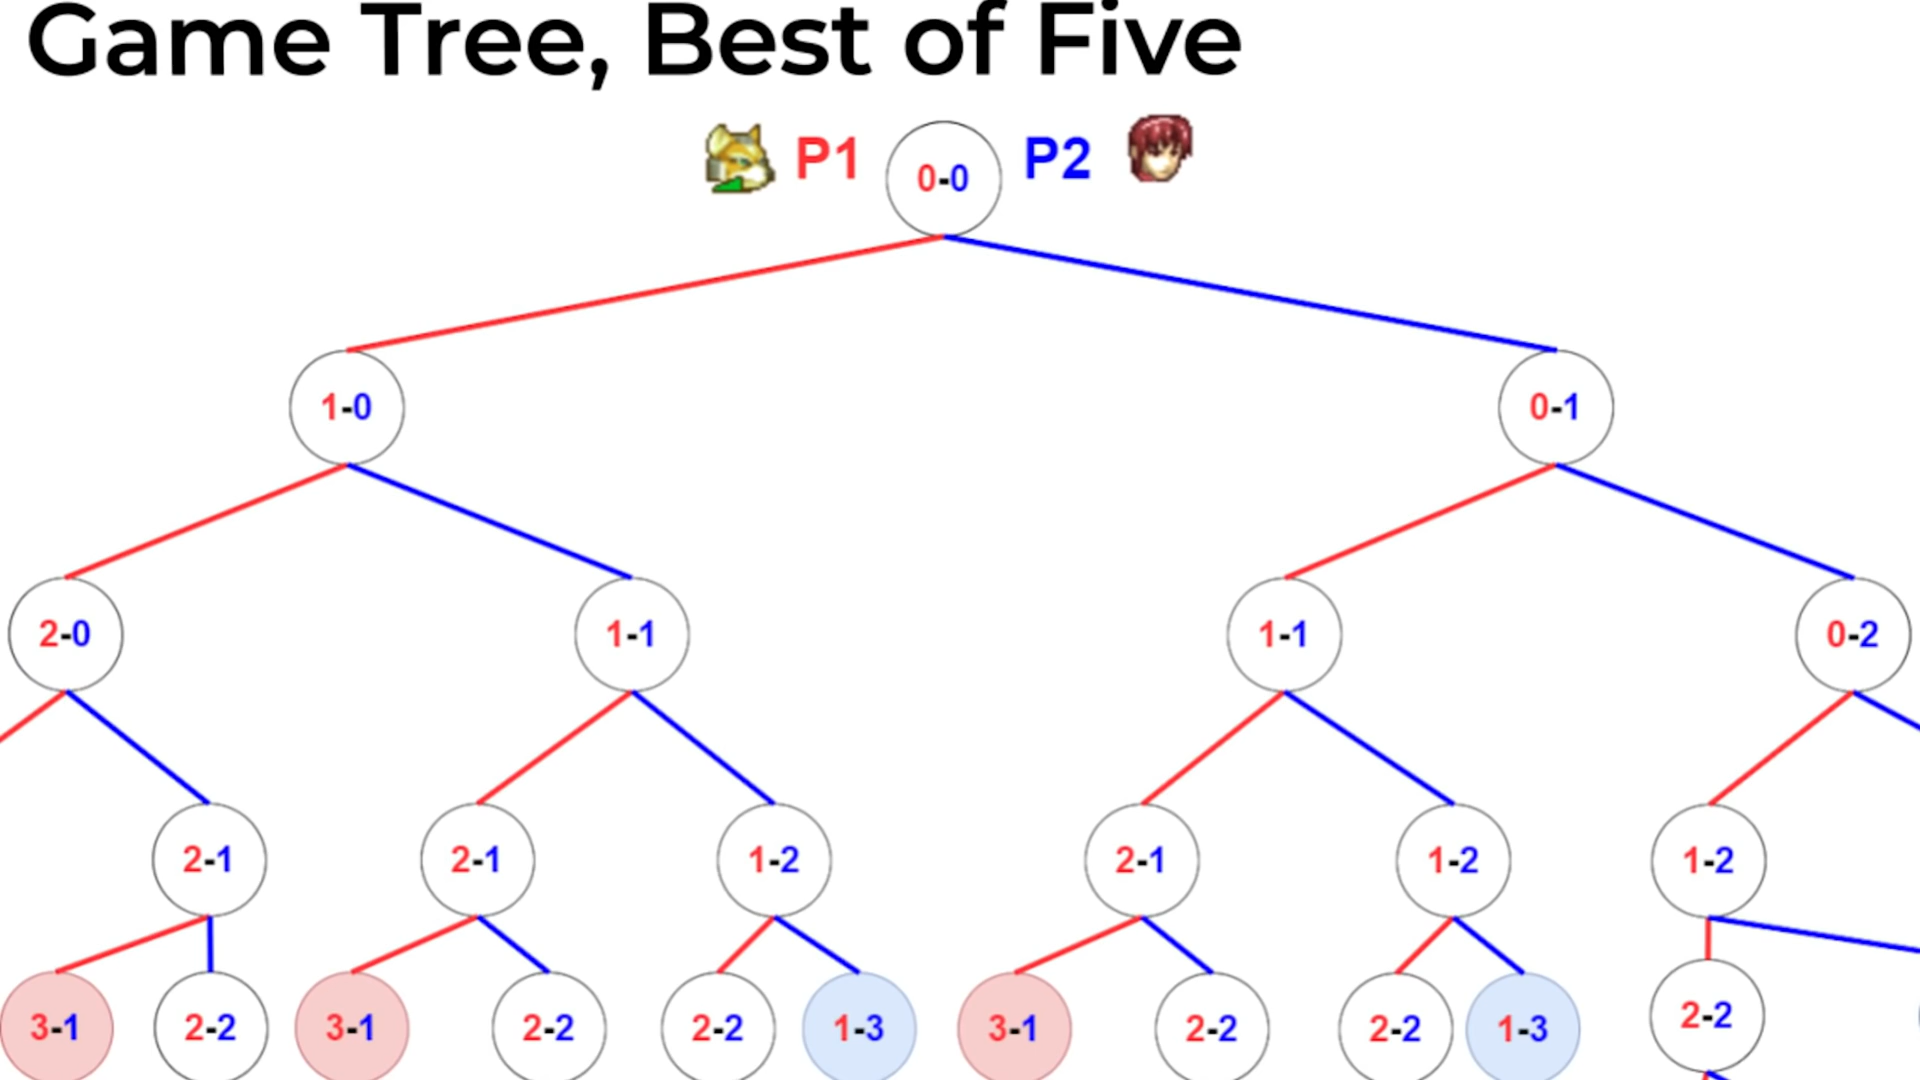 Game Tree, Best of Five
P1 0-0 P2
1-0 0-1
2-0 1-1 1-1 0-2
2-1 2-1 1-2 2-1 1-2 1-2
3-1 2-2 3-1 2-2 2-2 1-3 3-1 2-2 2-2 1-3 2-2